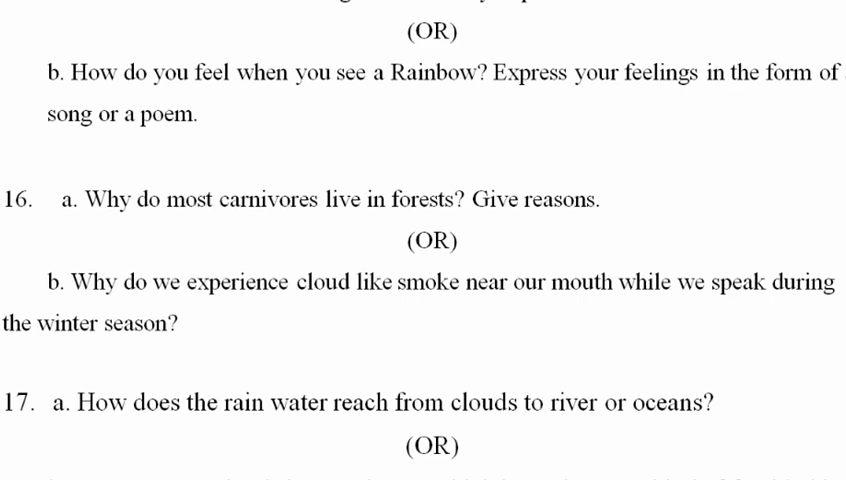 (OR)
b. How do you feel when you see a Rainbow? Express your feelings in the form of
song or a poem.
16. a. Why do most carnivores live in forests? Give reasons.
(OR)
b. Why do we experience cloud like smoke near our mouth while we speak during
the winter season?
17. a. How does the rain water reach from clouds to river or oceans?
(OR)